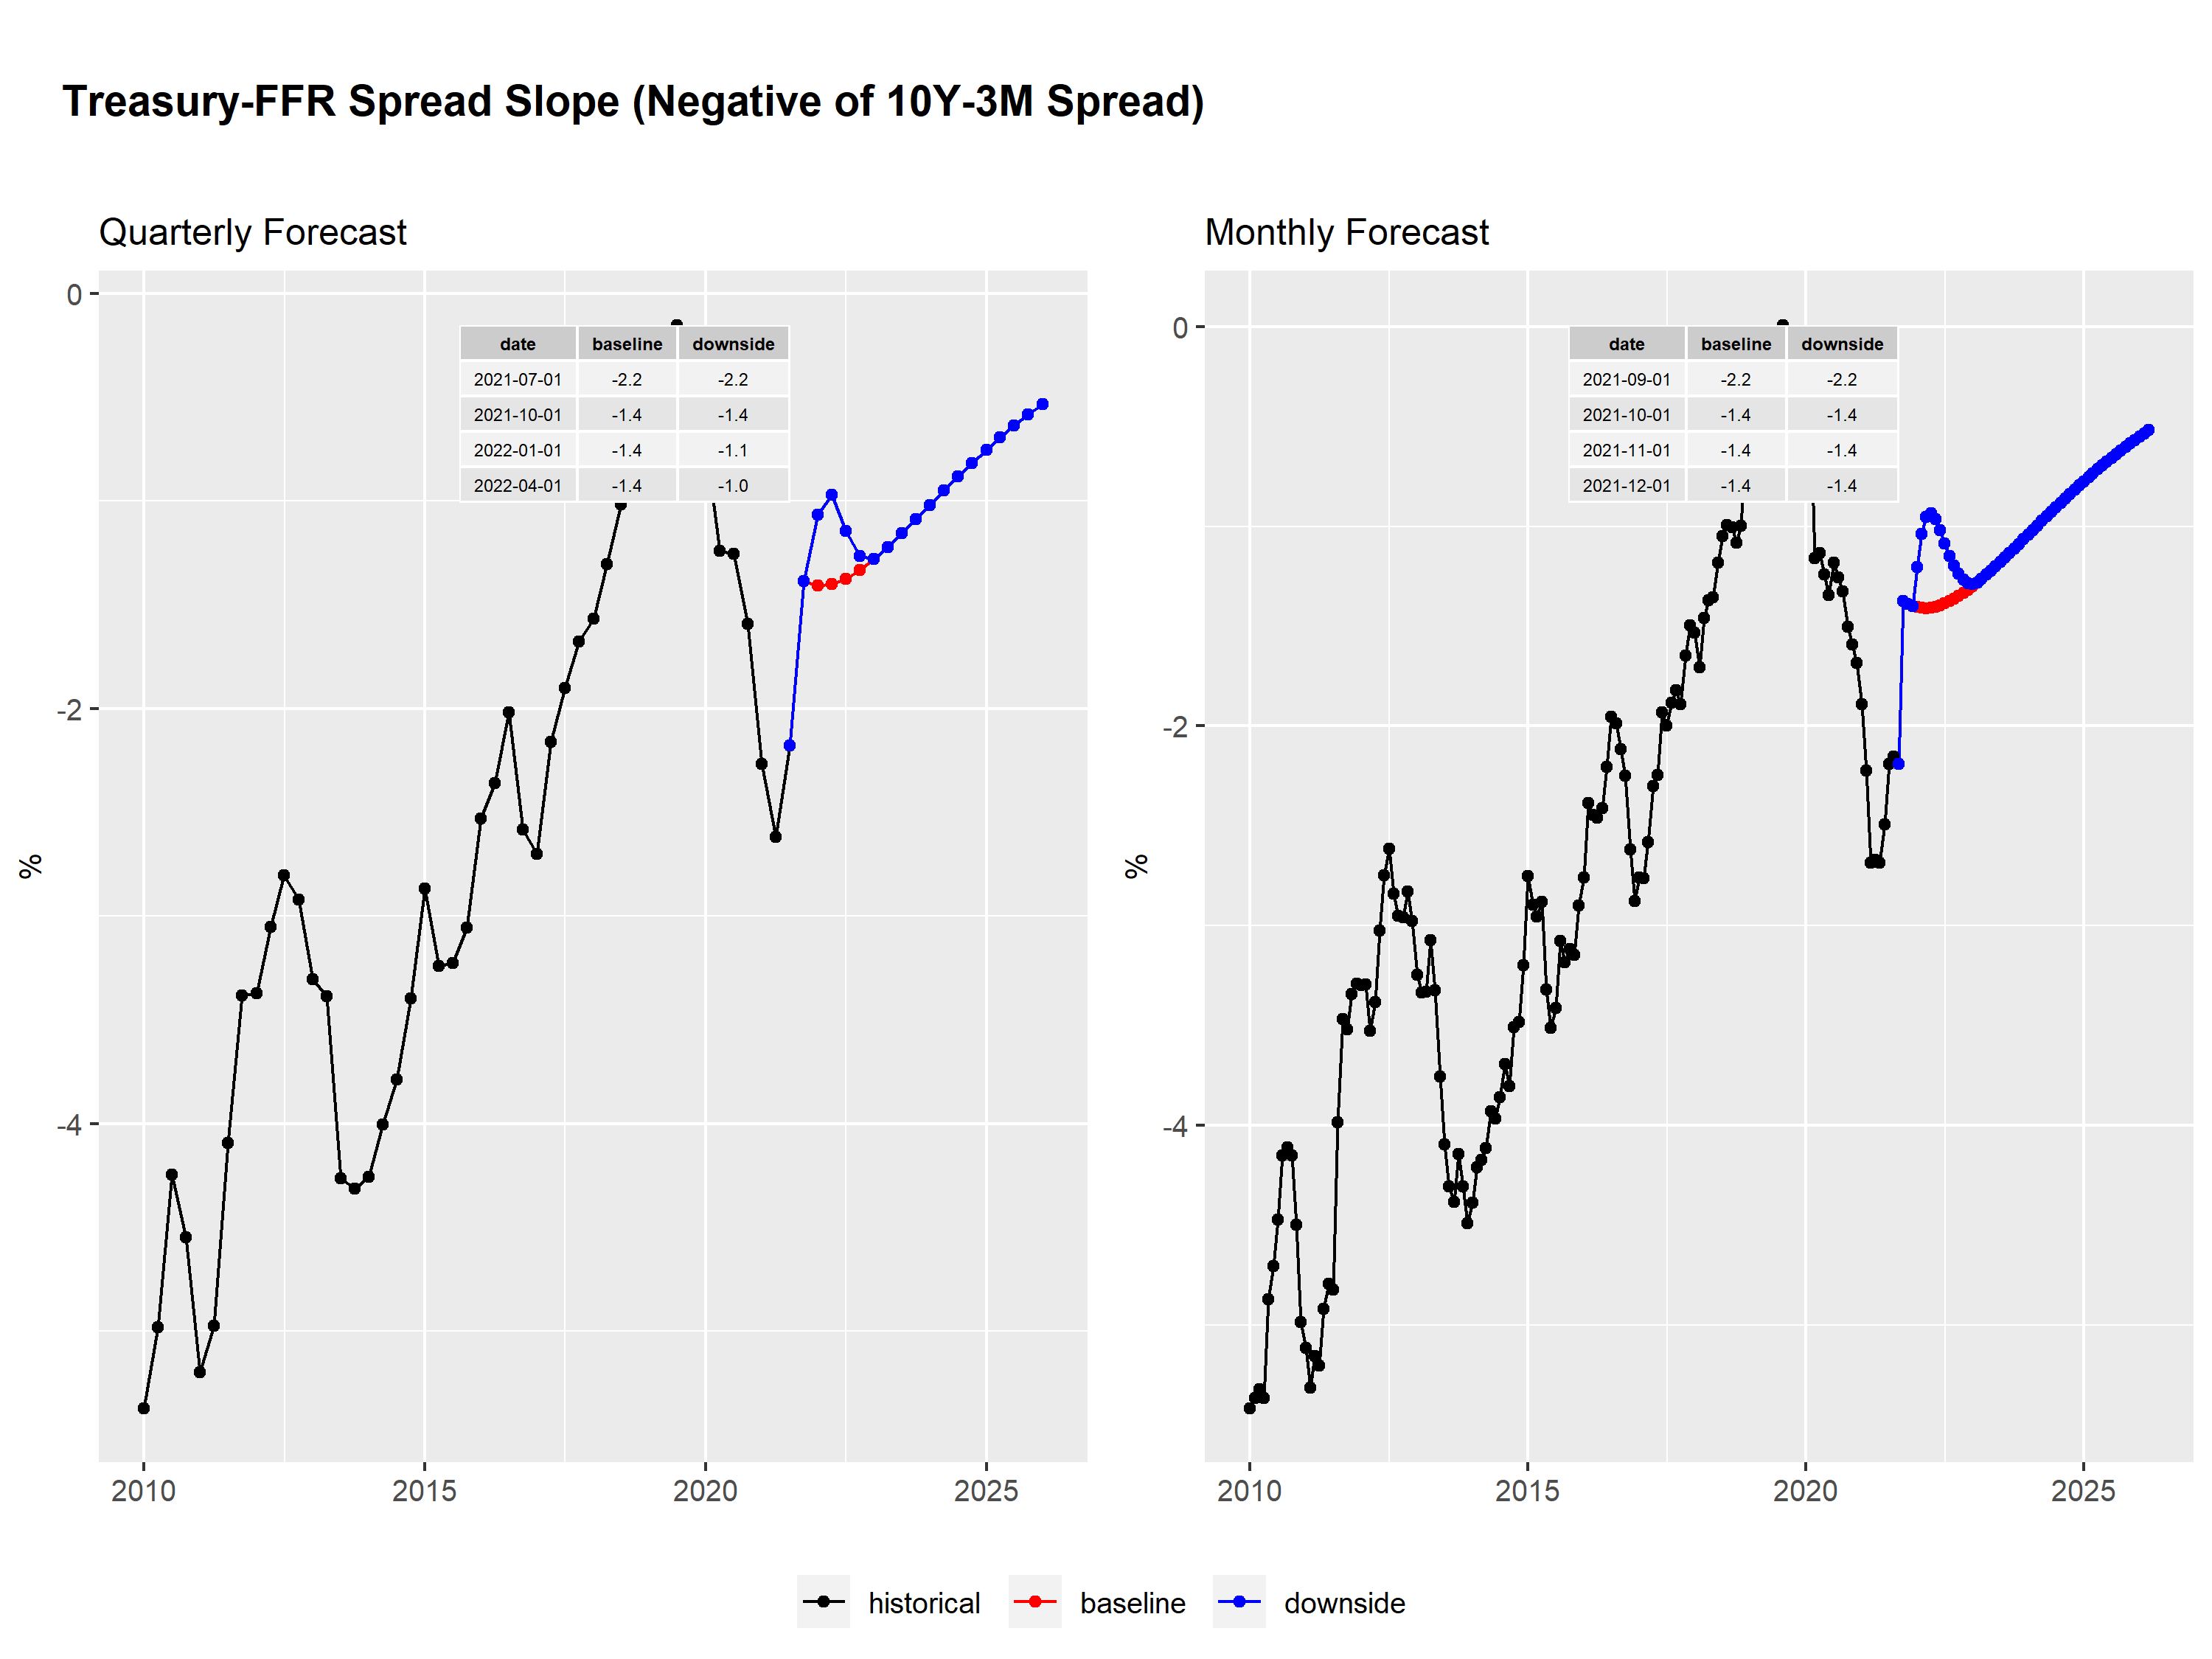 Treasury-FFR Spread Slope (Negative of 10Y-3M Spread)
Quarterly Forecast
0
-2
-4
%
2010 2015 2020 2025
date baseline downside
2021-07-01 -2.2 -2.2
2021-10-01 -1.4 -1.4
2022-01-01 -1.4 -1.1
2022-04-01 -1.4 -1.0
Monthly Forecast
0
-2
-4
%
2010 2015 2020 2025
date baseline downside
2021-09-01 -2.2 -2.2
2021-10-01 -1.4 -1.4
2021-11-01 -1.4 -1.4
2021-12-01 -1.4 -1.4
historical baseline downside